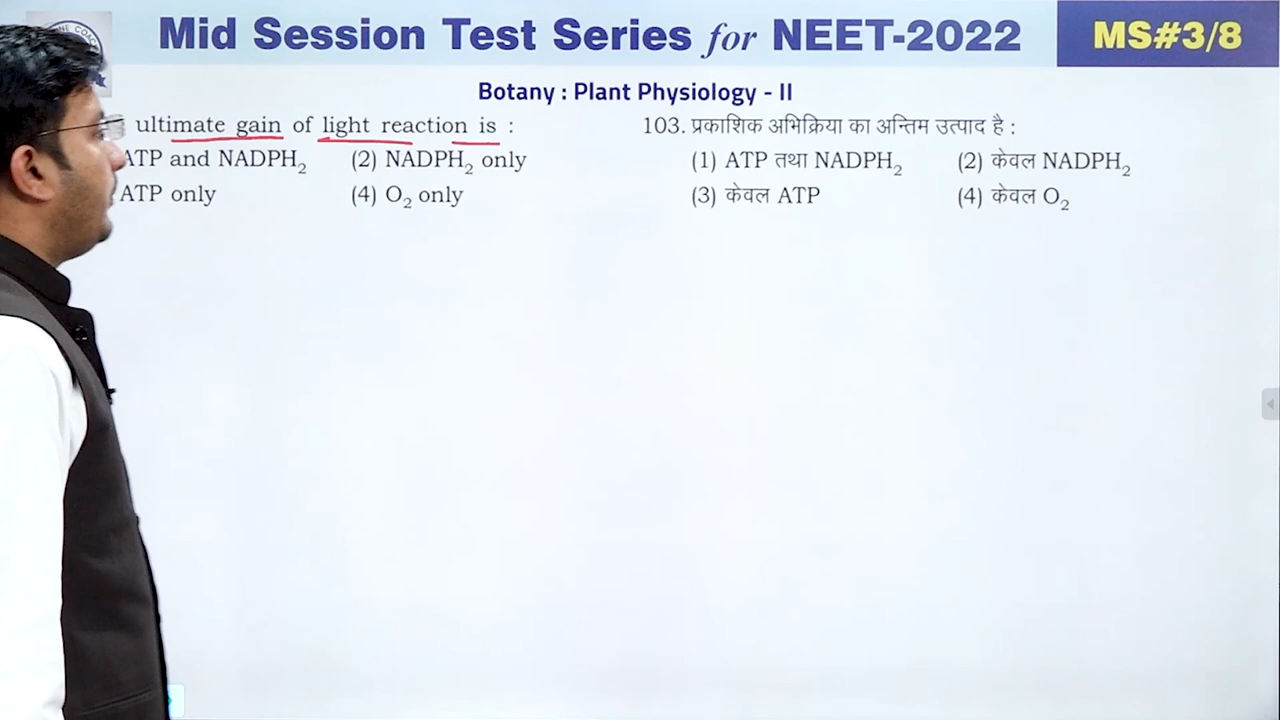 Mid Session Test Series for NEET-2022
MS#3/8
Botany : Plant Physiology - II
ultimate gain of light reaction is :
ATP and NADPH₂ (2) NADPH₂ only
ATP only (4) O₂ only
103. प्रकाशिक अभिक्रिया का अन्तिम उत्पाद है :
(1) ATP तथा NADPH₂ (2) केवल NADPH₂
(3) केवल ATP (4) केवल O₂